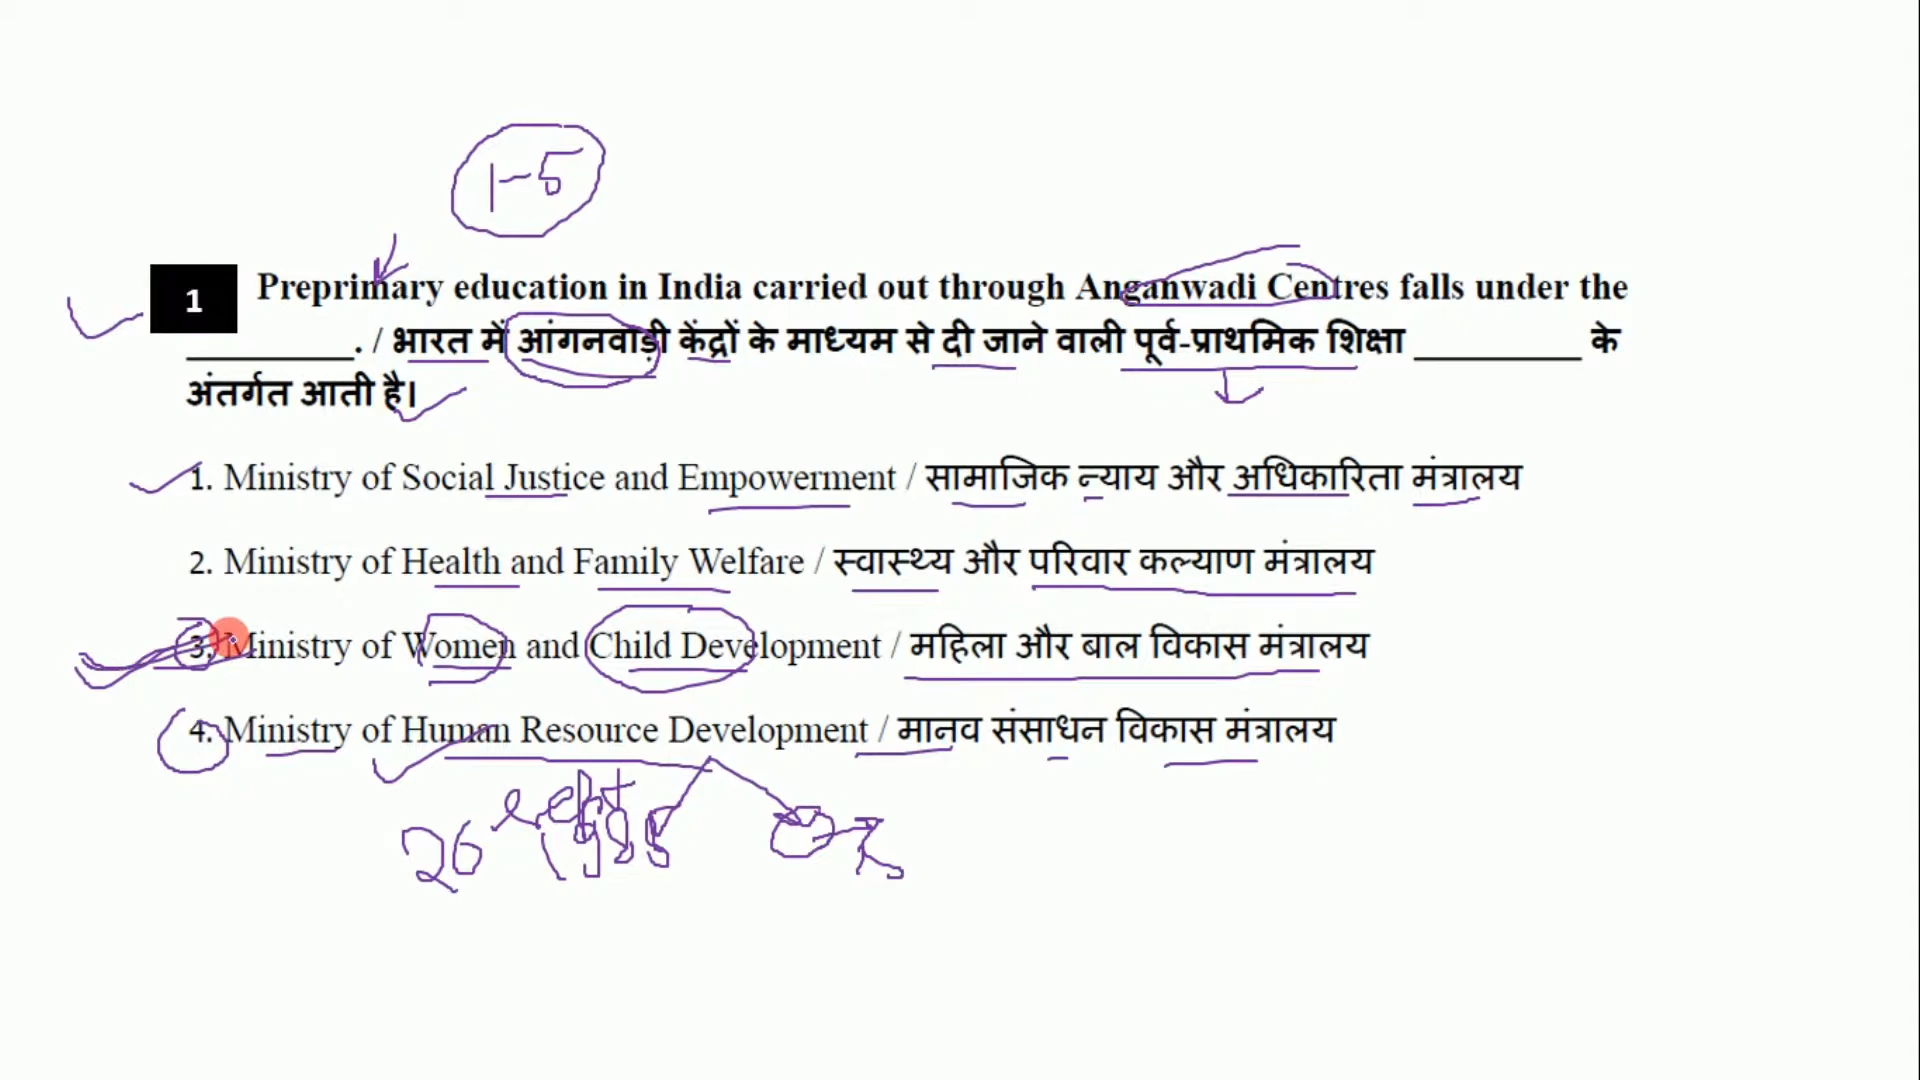 1-5
1 Preprimary education in India carried out through Anganwadi Centres falls under the
__________. / भारत में आंगनवाड़ी केंद्रों के माध्यम से दी जाने वाली पूर्व-प्राथमिक शिक्षा __________ के
अंतर्गत आती है।
1. Ministry of Social Justice and Empowerment / सामाजिक न्याय और अधिकारिता मंत्रालय
2. Ministry of Health and Family Welfare / स्वास्थ्य और परिवार कल्याण मंत्रालय
3. Ministry of Women and Child Development / महिला और बाल विकास मंत्रालय
4. Ministry of Human Resource Development / मानव संसाधन विकास मंत्रालय
26